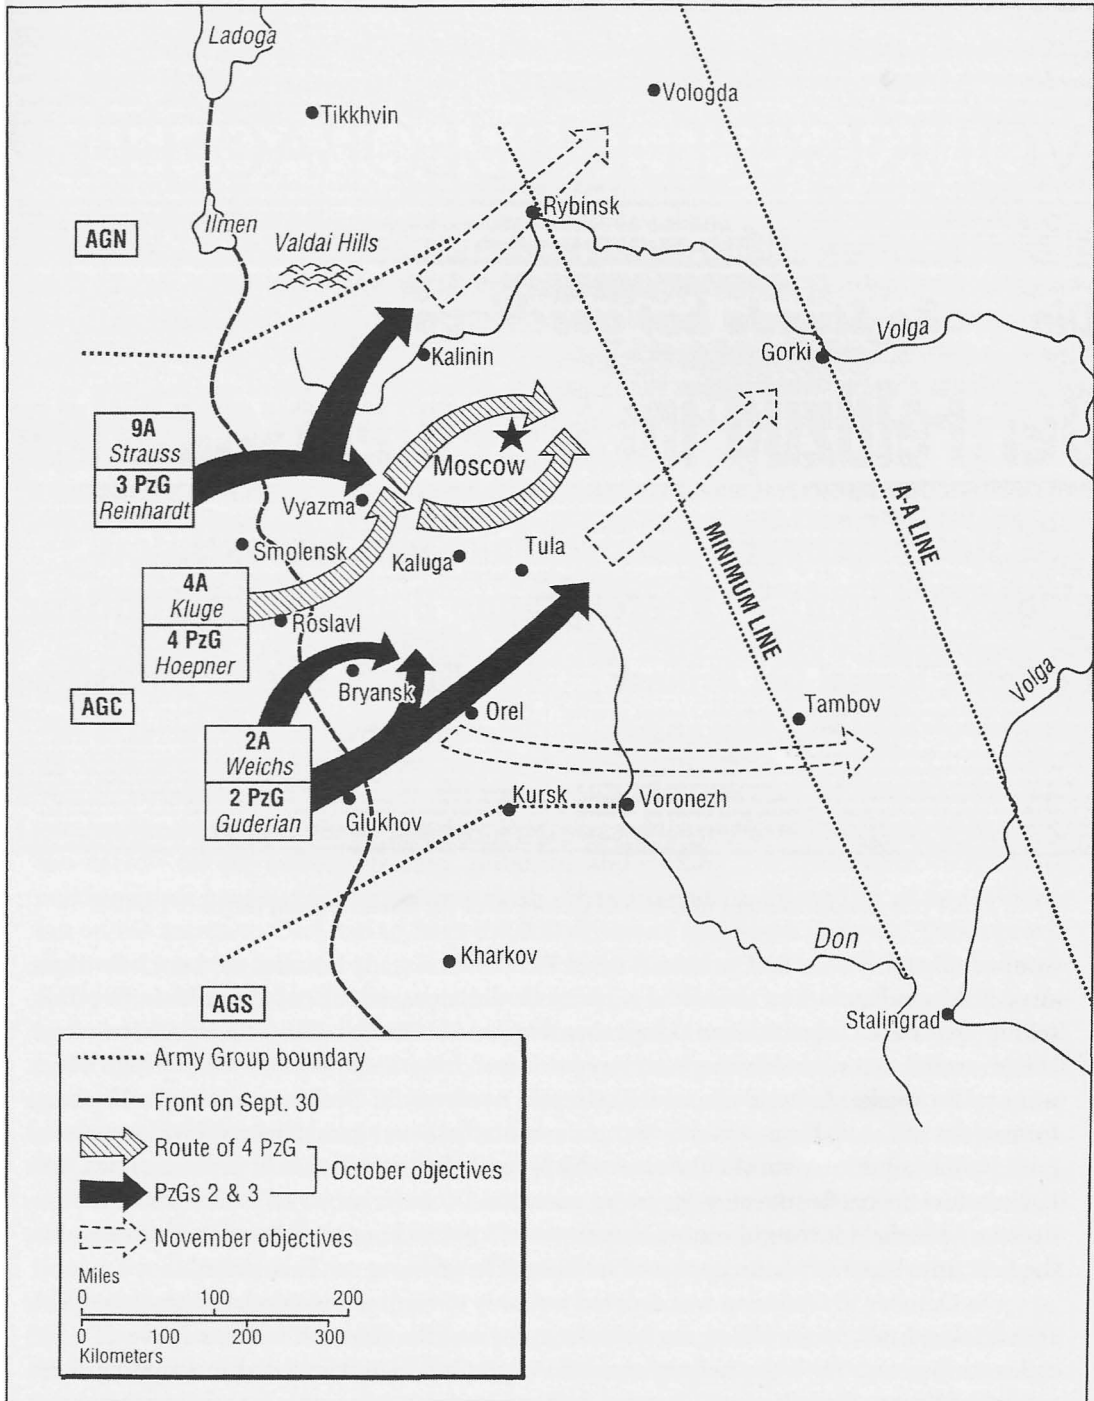 Ladoga
Tikkhvin
Vologda
Rybinsk
AGN
Ilmen
Valdai Hills
Kalinin
Gorki
Volga
9A
Strauss
3 PzG
Reinhardt
Moscow
Vyazma
Smolensk
Kaluga
Tula
MINIMUM LINE
A-A LINE
4A
Kluge
4 PzG
Hoepner
Roslavl
Bryansk
AGC
Orel
Tambov
Volga
2A
Weichs
2 PzG
Guderian
Glukhov
Kursk
Voronezh
Kharkov
Don
AGS
Stalingrad
Army Group boundary
Front on Sept. 30
Route of 4 PzG
October objectives
PzGs 2 & 3
November objectives
Miles
0 100 200
0 100 200 300
Kilometers